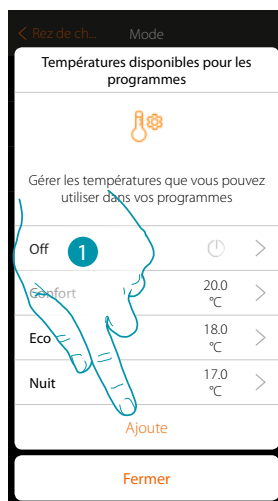 Rez de ch... Mode
Températures disponibles pour les
programmes
Gérer les températures que vous pouvez
utiliser dans vos programmes
Off
1
Confort 20.0 °C
Eco 18.0 °C
Nuit 17.0 °C
Ajoute
Fermer